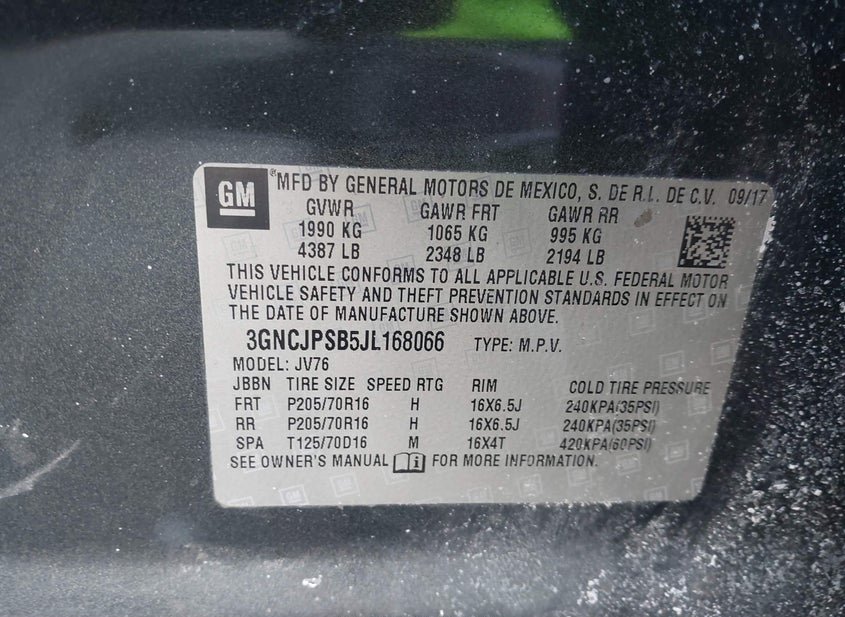 GM ®MFD BY GENERAL MOTORS DE MEXICO, S. DE R.L. DE C.V. 09/17
GVWR GAWR FRT GAWR RR
1990 KG 1065 KG 995 KG
4387 LB 2348 LB 2194 LB
THIS VEHICLE CONFORMS TO ALL APPLICABLE U.S. FEDERAL MOTOR
VEHICLE SAFETY AND THEFT PREVENTION STANDARDS IN EFFECT ON
THE DATE OF MANUFACTURE SHOWN ABOVE.
3GNCJPSB5JL168066 TYPE: M.P.V.
MODEL: JV76
JBBN TIRE SIZE SPEED RTG RIM COLD TIRE PRESSURE
FRT P205/70R16 H 16X6.5J 240KPA(35PSI)
RR P205/70R16 H 16X6.5J 240KPA(35PSI)
SPA T125/70D16 M 16X4T 420KPA(60PSI)
SEE OWNER'S MANUAL FOR MORE INFORMATION.